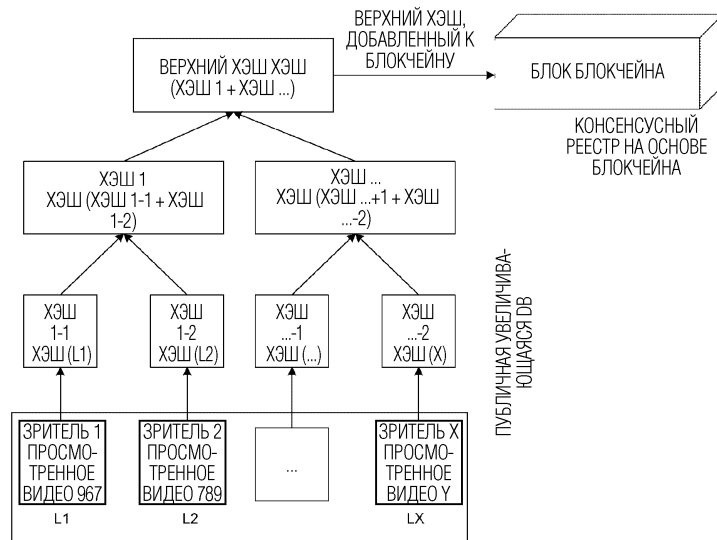 ВЕРХНИЙ ХЭШ,
ДОБАВЛЕННЫЙ К
БЛОКЧЕЙНУ
ВЕРХНИЙ ХЭШ ХЭШ
(ХЭШ 1 + ХЭШ ...)
БЛОК БЛОКЧЕЙНА
КОНСЕНСУСНЫЙ
РЕЕСТР НА ОСНОВЕ
БЛОКЧЕЙНА
ХЭШ 1
ХЭШ (ХЭШ 1-1 + ХЭШ
1-2)
ХЭШ ...
ХЭШ (ХЭШ ...+1 + ХЭШ
...-2)
ХЭШ
1-1
ХЭШ (L1)
ХЭШ
1-2
ХЭШ (L2)
ХЭШ
...-1
ХЭШ (...)
ХЭШ
...-2
ХЭШ (X)
ПУБЛИЧНАЯ УВЕЛИЧИВА-
ЮЩАЯСЯ DB
ЗРИТЕЛЬ 1
ПРОСМО-
ТРЕННОЕ
ВИДЕО 967
ЗРИТЕЛЬ 2
ПРОСМО-
ТРЕННОЕ
ВИДЕО 789
...
ЗРИТЕЛЬ X
ПРОСМО-
ТРЕННОЕ
ВИДЕО Y
L1
L2
LX